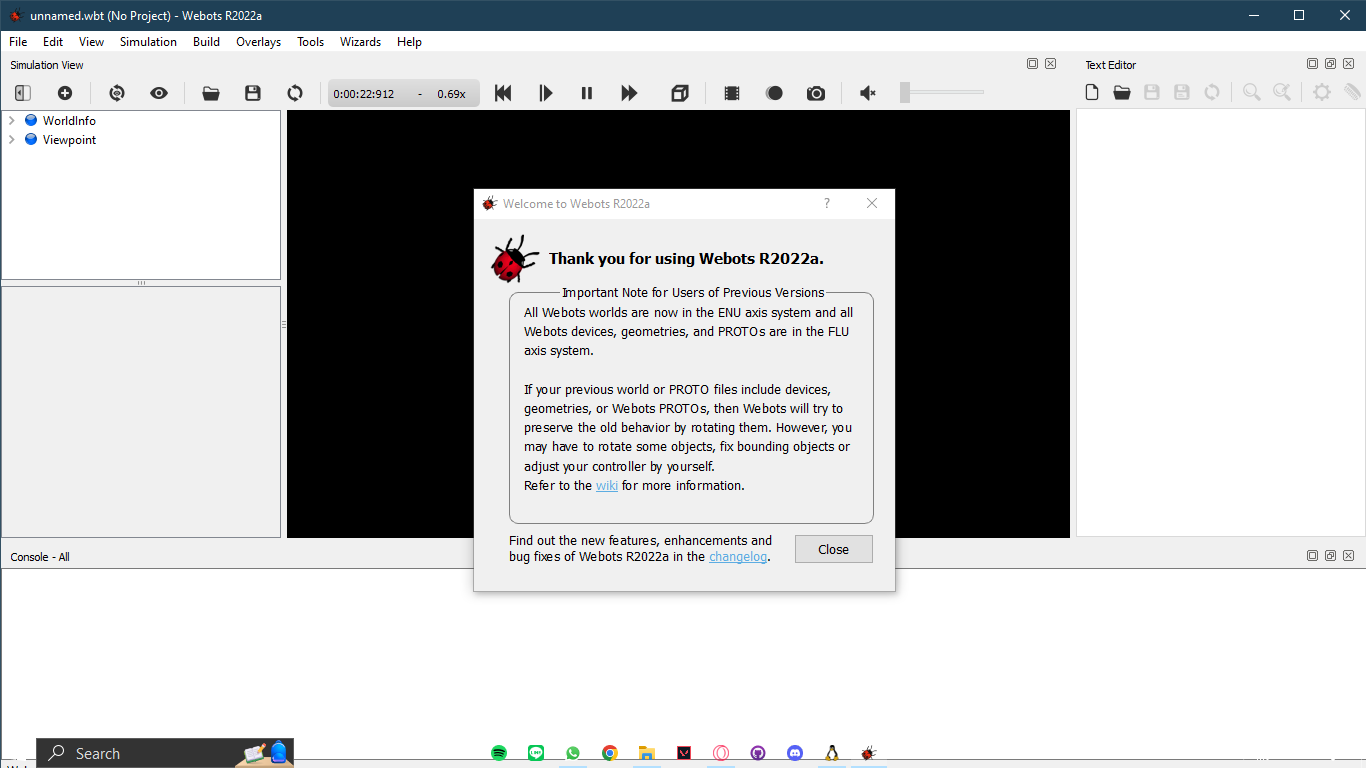 unnamed.wbt (No Project) - Webots R2022a
File Edit View Simulation Build Overlays Tools Wizards Help
Simulation View
Text Editor
0:00:22:912 - 0.69x
WorldInfo
Viewpoint
Welcome to Webots R2022a
?
Thank you for using Webots R2022a.
Important Note for Users of Previous Versions
All Webots worlds are now in the ENU axis system and all
Webots devices, geometries, and PROTOs are in the FLU
axis system.
If your previous world or PROTO files include devices,
geometries, or Webots PROTOs, then Webots will try to
preserve the old behavior by rotating them. However, you
may have to rotate some objects, fix bounding objects or
adjust your controller by yourself.
Refer to the wiki for more information.
Find out the new features, enhancements and
bug fixes of Webots R2022a in the changelog.
Close
Console - All
Search